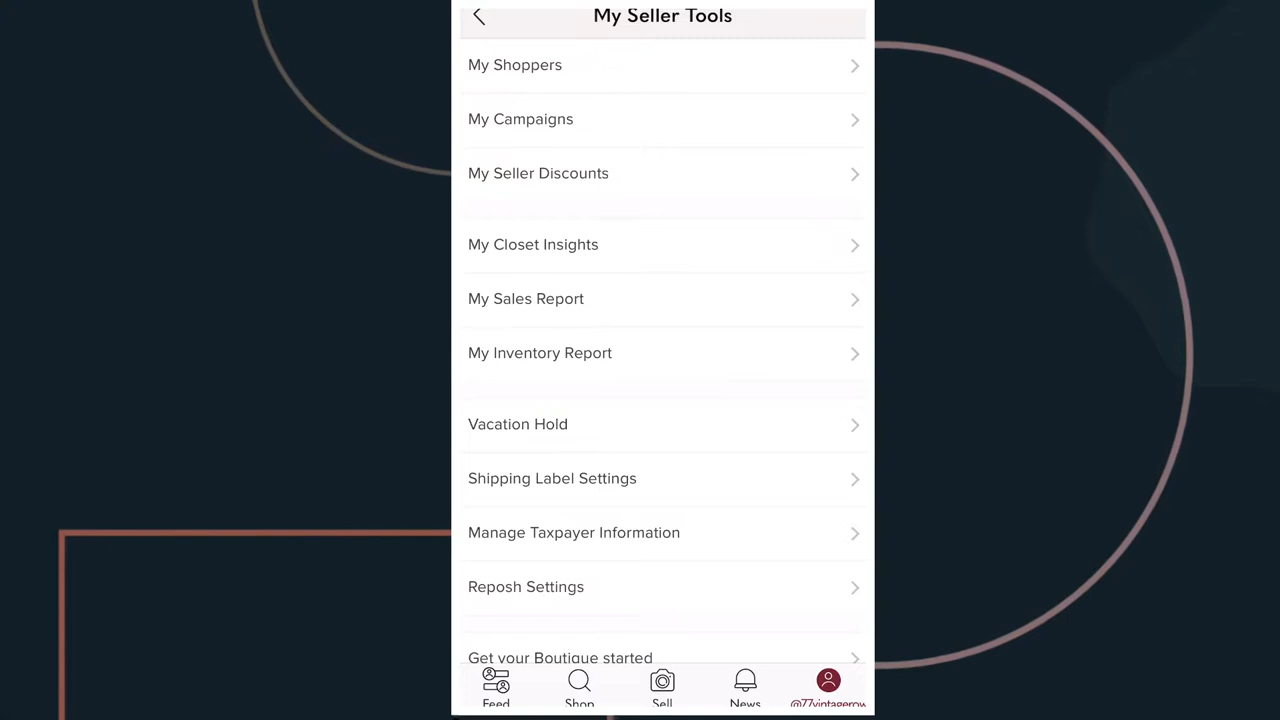 My Seller Tools
My Shoppers
My Campaigns
My Seller Discounts
My Closet Insights
My Sales Report
My Inventory Report
Vacation Hold
Shipping Label Settings
Manage Taxpayer Information
Reposh Settings
Get your Boutique started
Feed
Shop
Sell
News
@77vintagerow